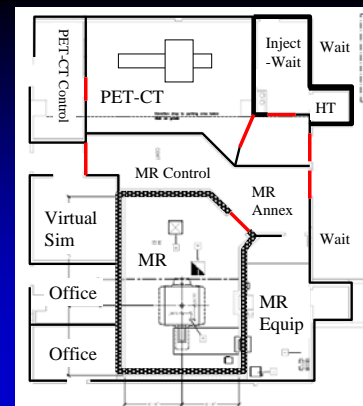 PET-CT Control
PET-CT
Inject
-Wait
Wait
HT
MR Control
MR
Annex
Virtual
Sim
MR
Wait
Office
MR
Equip
Office